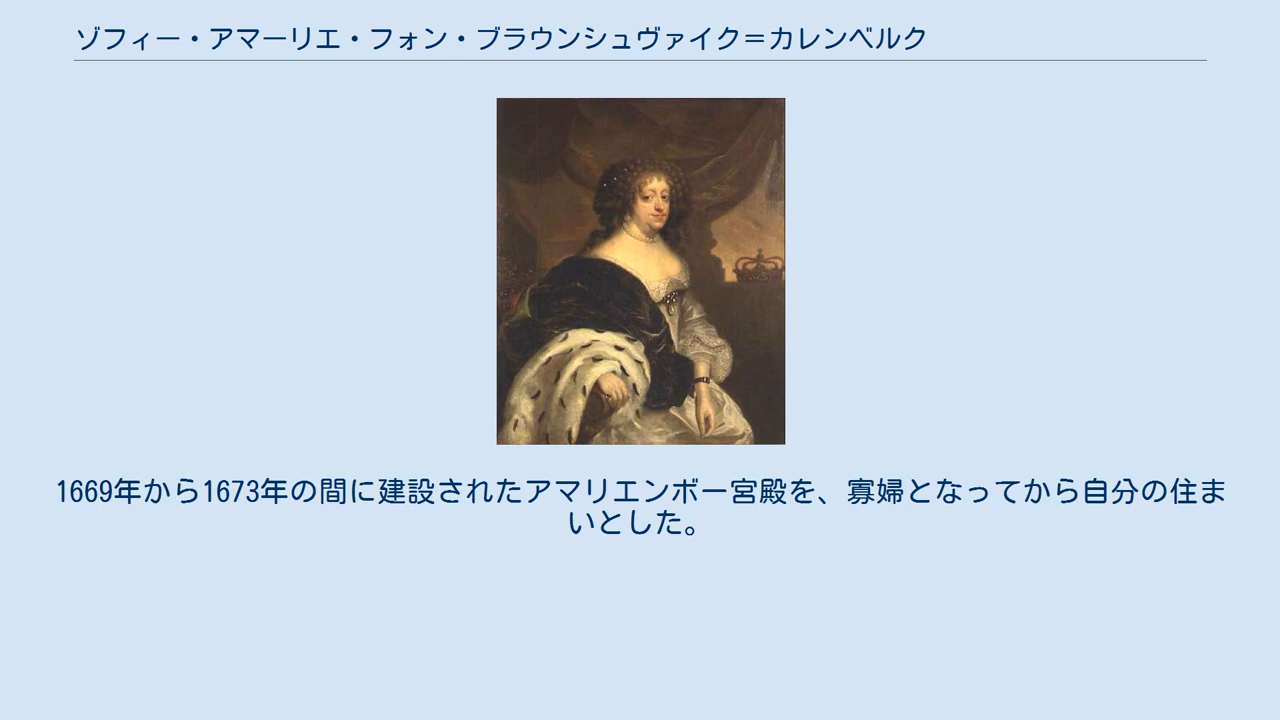 ゾフィー・アマーリエ・フォン・ブラウンシュヴァイク＝カレンベルク
1669年から1673年の間に建設されたアマリエンボー宮殿を、寡婦となってから自分の住ま
いとした。